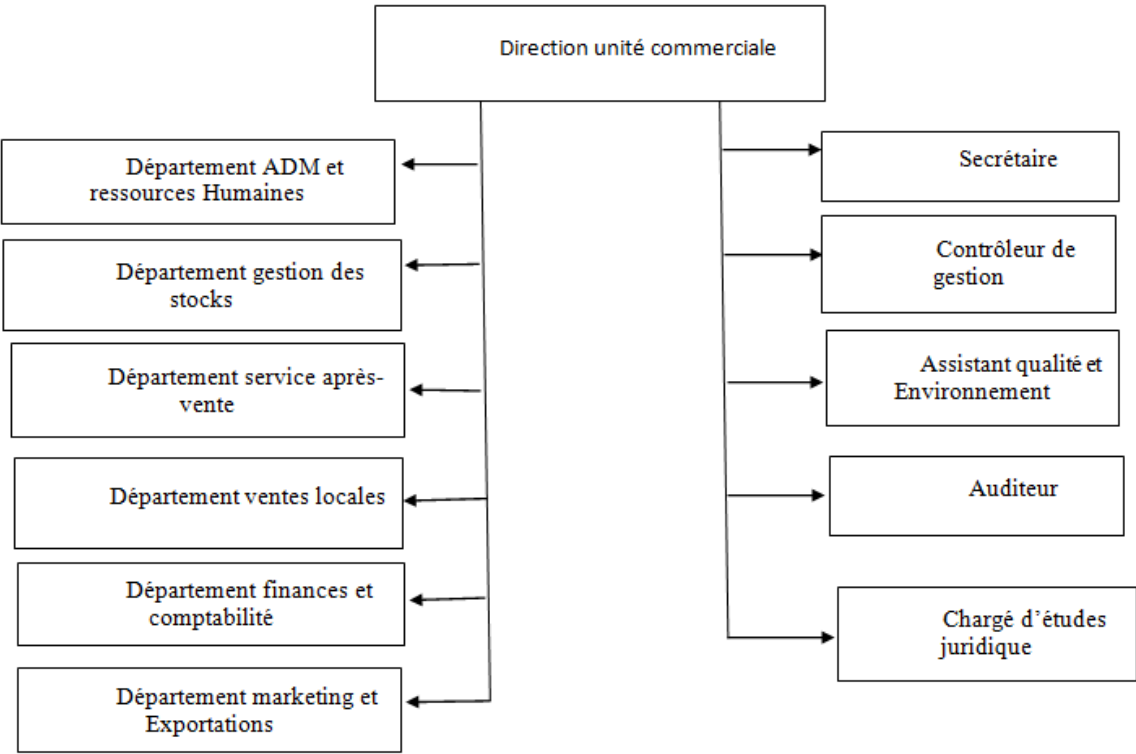 Direction unité commerciale
Département ADM et
ressources Humaines
Département gestion des
stocks
Département service après-
vente
Département ventes locales
Département finances et
comptabilité
Département marketing et
Exportations
Secrétaire
Contrôleur de
gestion
Assistant qualité et
Environnement
Auditeur
Chargé d’études
juridique